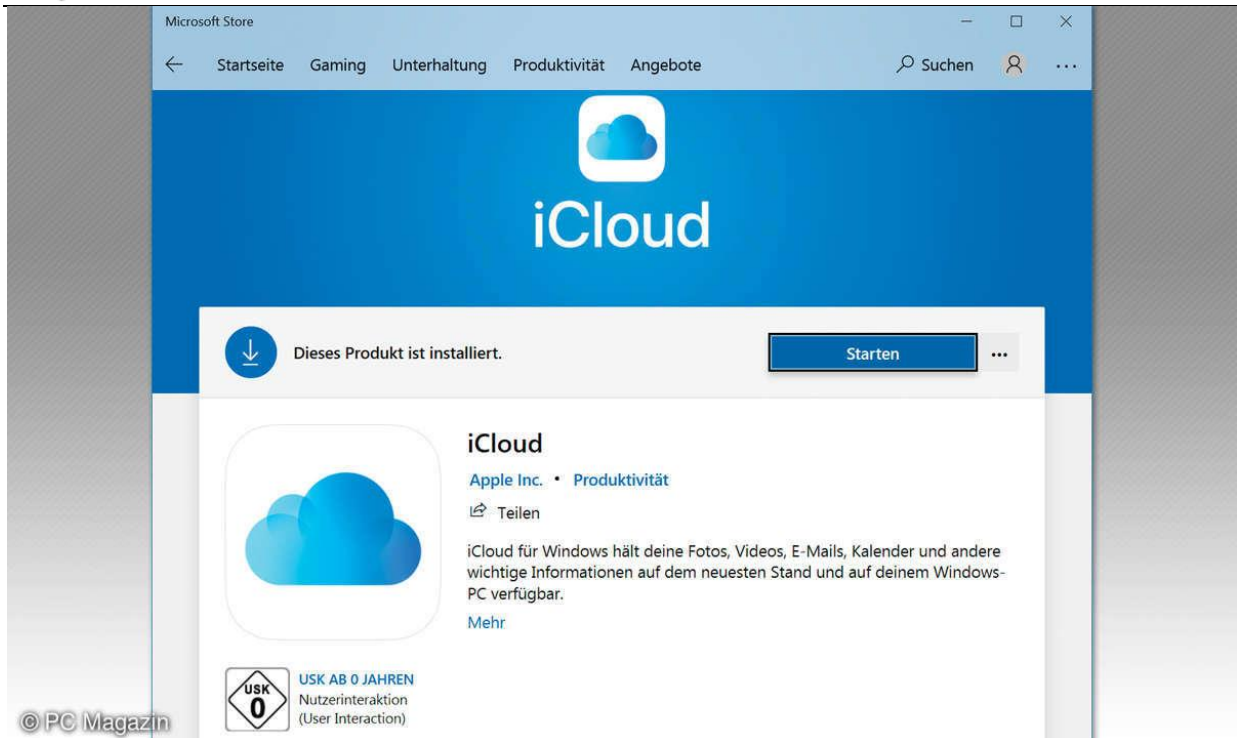 Microsoft Store
Startseite Gaming Unterhaltung Produktivität Angebote Suchen
iCloud
Dieses Produkt ist installiert. Starten
iCloud
Apple Inc. • Produktivität
Teilen
iCloud für Windows hält deine Fotos, Videos, E-Mails, Kalender und andere
wichtige Informationen auf dem neuesten Stand und auf deinem Windows-
PC verfügbar.
Mehr
USK
0
USK AB 0 JAHREN
Nutzerinteraktion
(User Interaction)
© PC Magazin